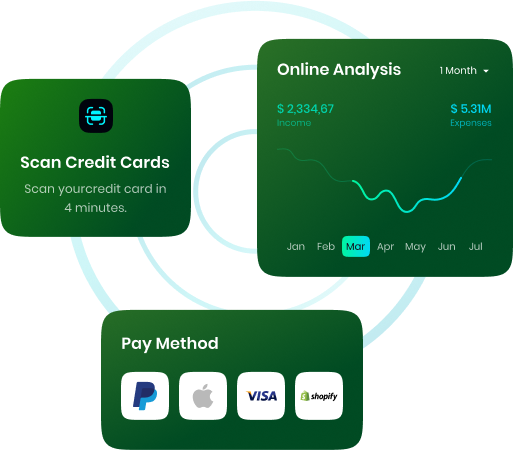 Online Analysis
1 Month
$ 2,334,67
$ 5.31M
Income
Expenses
Jan Feb Mar Apr May Jun Jul
Scan Credit Cards
Scan yourcredit card in
4 minutes.
Pay Method
VISA
shopify